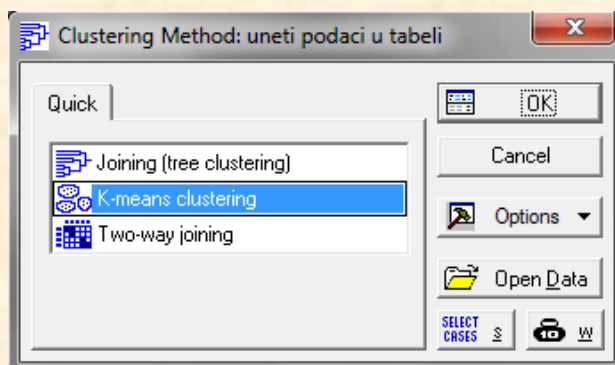 Clustering Method: uneti podaci u tabeli
Quick
Joining (tree clustering)
K-means clustering
Two-way joining
OK
Cancel
Options
Open Data
SELECT CASES S
10 W